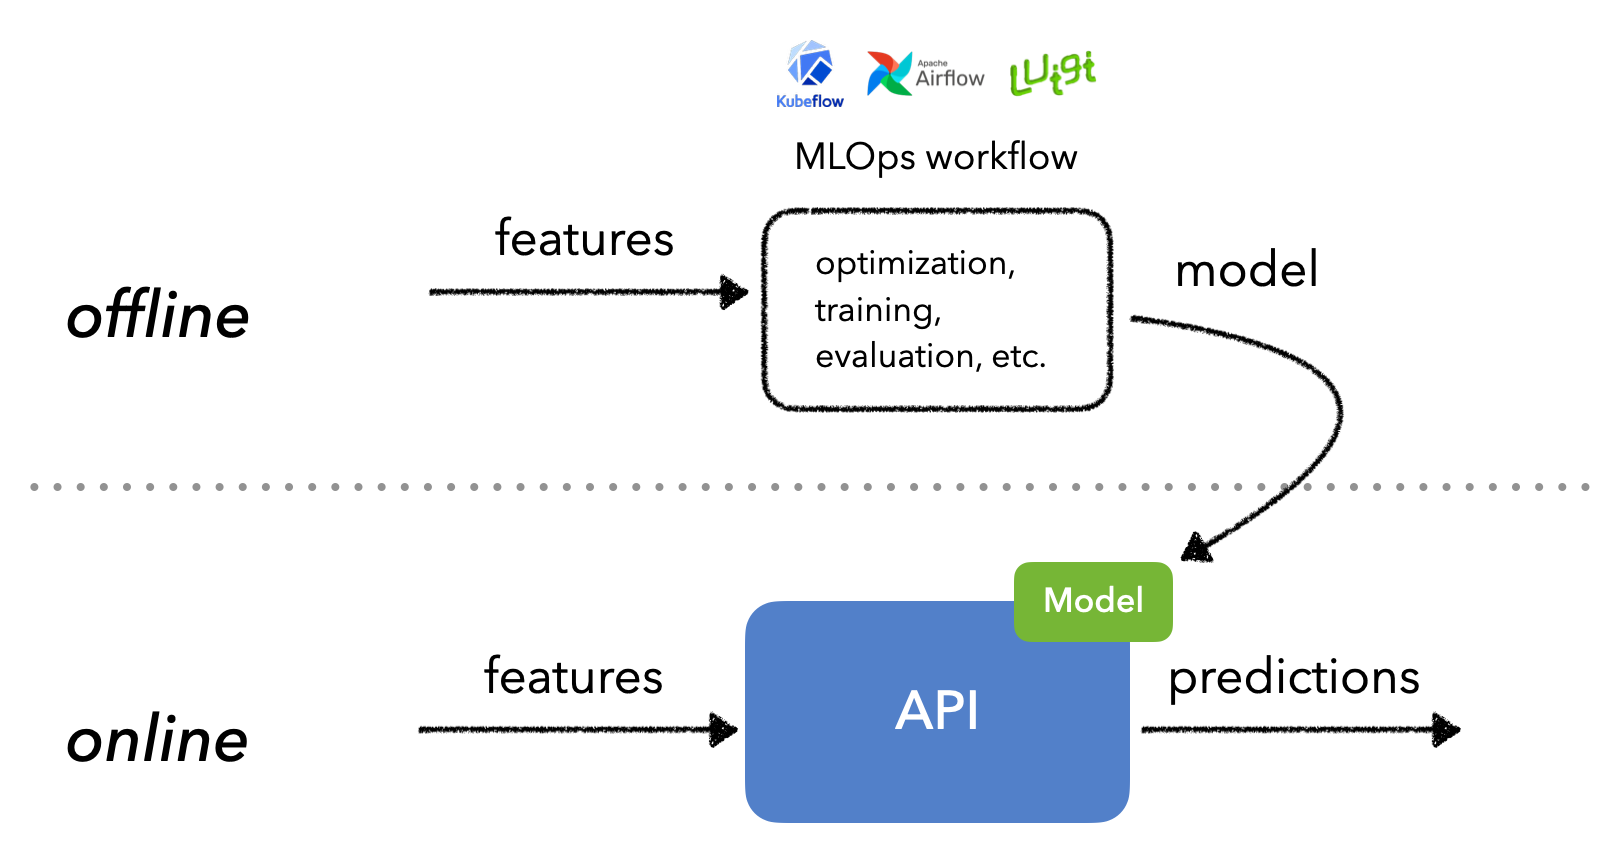 Kubeflow
Apache
Airflow
Luigi
MLOps workflow
features
optimization,
training,
evaluation, etc.
model
offline
Model
features
API
predictions
online